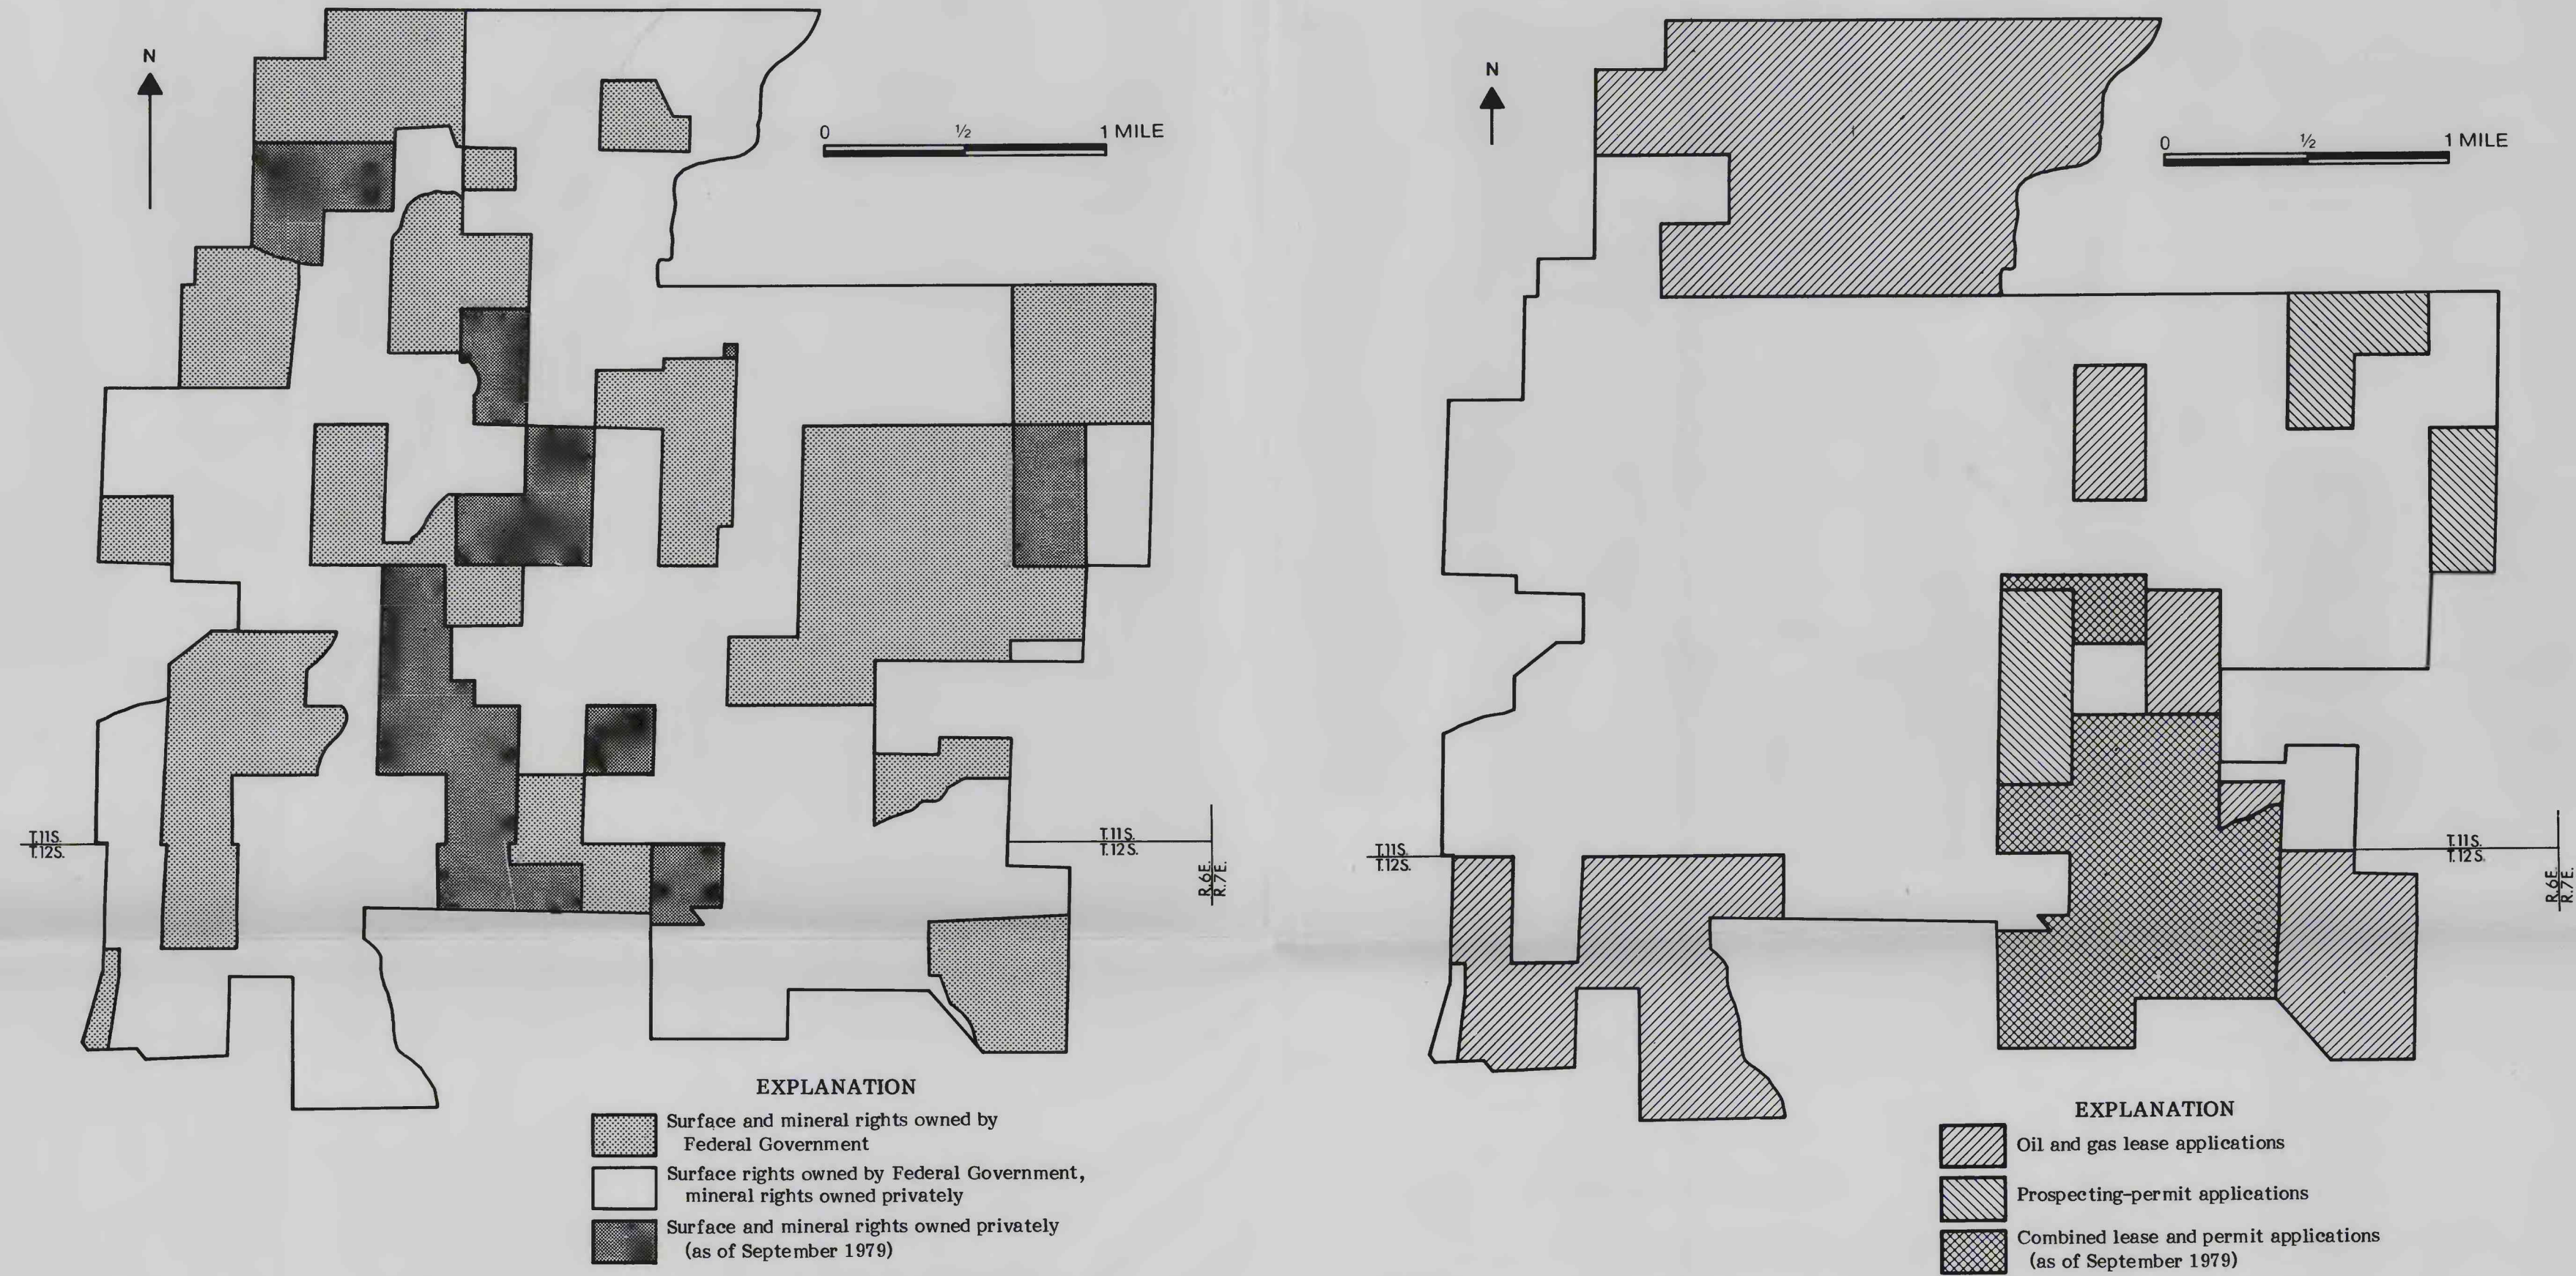 N
0 ½ 1 MILE
T.11S.
T.12S.
T.11S.
T.12S.
R.6E.
R.7E.
EXPLANATION
Surface and mineral rights owned by
Federal Government
Surface rights owned by Federal Government,
mineral rights owned privately
Surface and mineral rights owned privately
(as of September 1979)
N
0 ½ 1 MILE
T.11S.
T.12S.
T.11S.
T.12S.
R.6E.
R.7E.
EXPLANATION
Oil and gas lease applications
Prospecting-permit applications
Combined lease and permit applications
(as of September 1979)